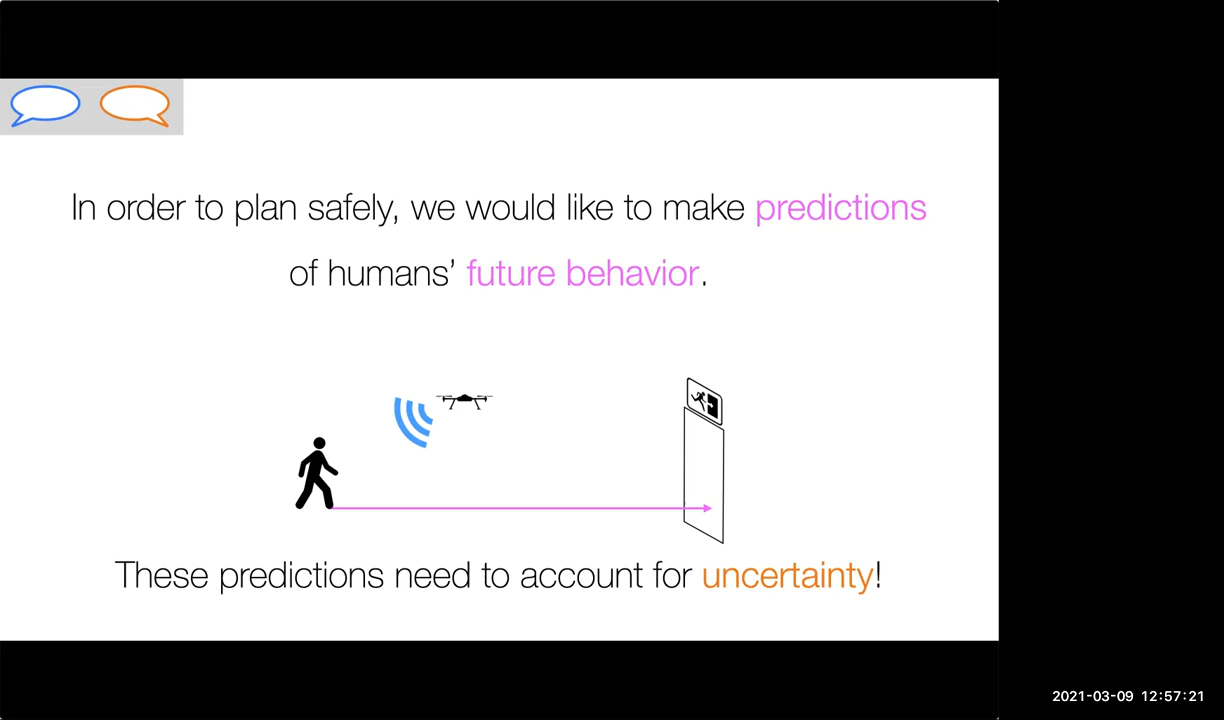 In order to plan safely, we would like to make predictions
of humans’ future behavior.
These predictions need to account for uncertainty!
2021-03-09 12:57:21